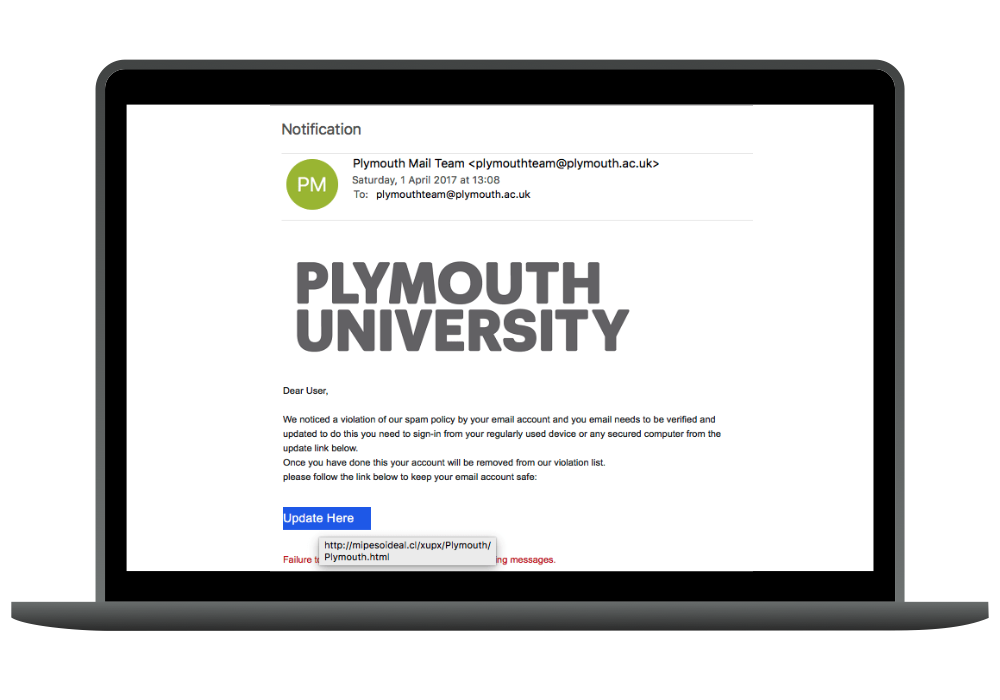 Notification
PM
Plymouth Mail Team <plymouthteam@plymouth.ac.uk>
Saturday, 1 April 2017 at 13:08
To: plymouthteam@plymouth.ac.uk
PLYMOUTH
UNIVERSITY
Dear User,
We noticed a violation of our spam policy by your email account and you email needs to be verified and
updated to do this you need to sign-in from your regularly used device or any secured computer from the
update link below.
Once you have done this your account will be removed from our violation list.
please follow the link below to keep your email account safe:
Update Here
http://mipesoideal.cl/xupx/Plymouth/
Plymouth.html
Failure messages.